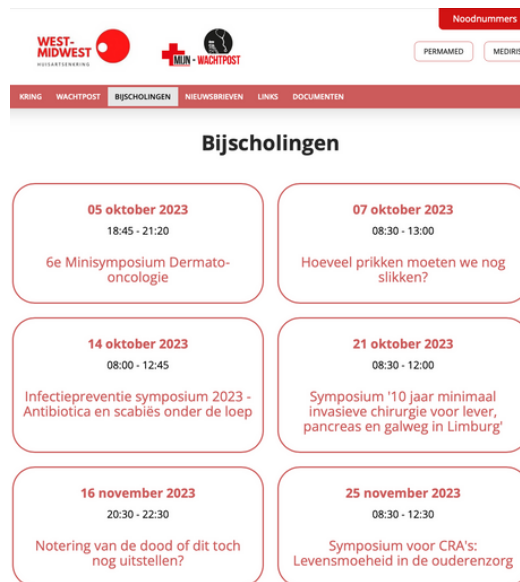 Noodnummers
WEST-
MIDWEST
HUISARTSENKRING
MIJN - WACHTPOST
PERMAMED
MEDIRIS
KRING WACHTPOST BIJSCHOLINGEN NIEUWSBRIEVEN LINKS DOCUMENTEN
Bijscholingen
05 oktober 2023
18:45 - 21:20
6e Minisymposium Dermato-
oncologie
07 oktober 2023
08:30 - 13:00
Hoeveel prikken moeten we nog
slikken?
14 oktober 2023
08:00 - 12:45
Infectiepreventie symposium 2023 -
Antibiotica en scabiës onder de loep
21 oktober 2023
08:30 - 12:00
Symposium '10 jaar minimaal
invasieve chirurgie voor lever,
pancreas en galweg in Limburg'
16 november 2023
20:30 - 22:30
Notering van de dood of dit toch
nog uitstellen?
25 november 2023
08:30 - 12:30
Symposium voor CRA's:
Levensmoeheid in de ouderenzorg